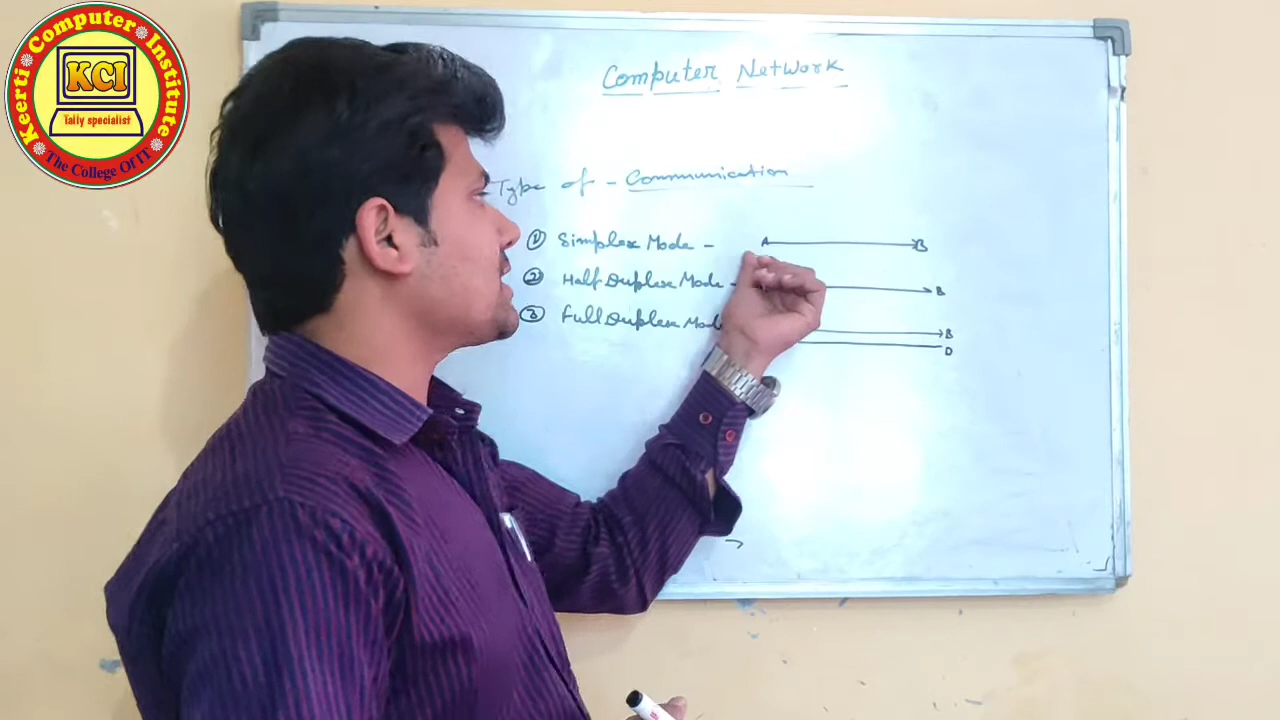 Keerti Computer Institute
KCI
Tally specialist
The College Of IT
Computer Network
Type of - Communication
① Simplex Mode - A B
② Half Duplex Mode - B
③ Full Duplex Mod B
D